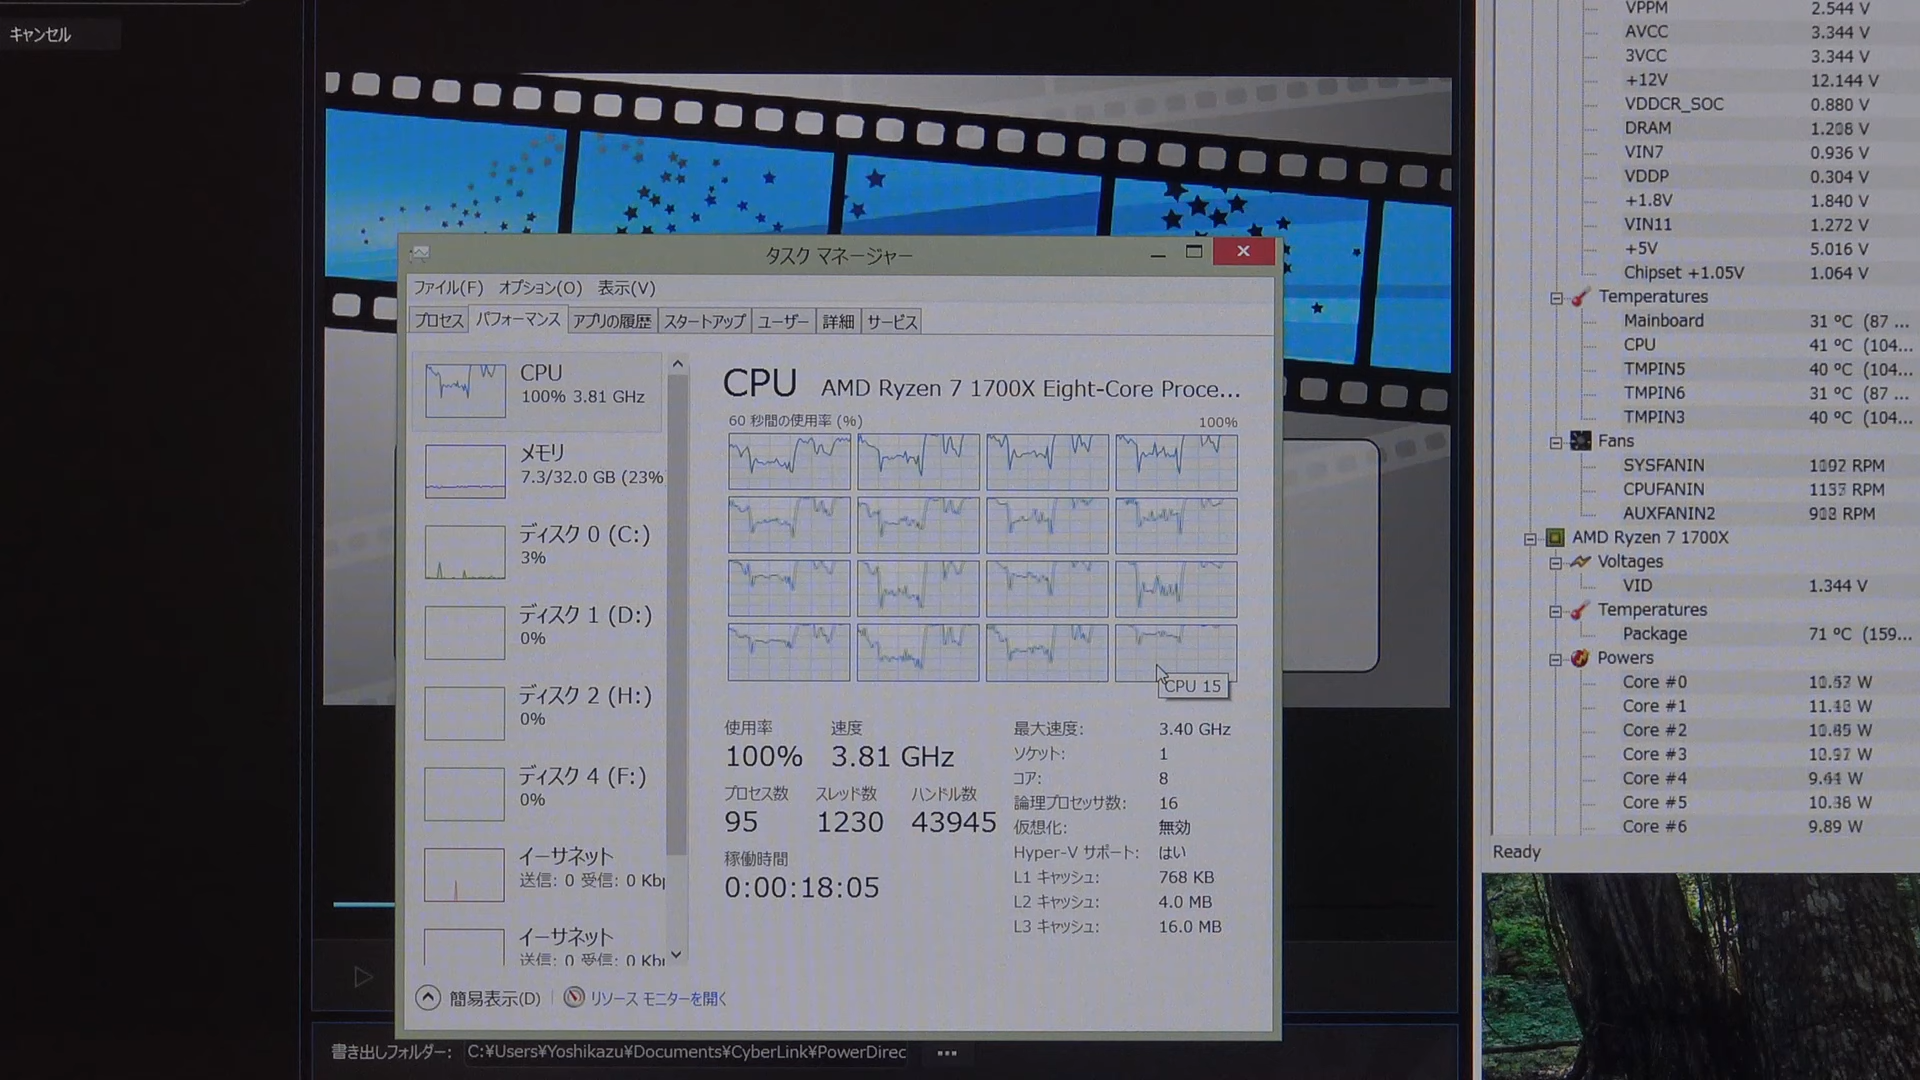 キャンセル
タスク マネージャー
ファイル(F) オプション(O) 表示(V)
プロセス パフォーマンス アプリの履歴 スタートアップ ユーザー 詳細 サービス
CPU
100% 3.81 GHz
メモリ
7.3/32.0 GB (23%
ディスク 0 (C:)
3%
ディスク 1 (D:)
0%
ディスク 2 (H:)
0%
ディスク 4 (F:)
0%
イーサネット
送信: 0 受信: 0 Kbp
イーサネット
送信: 0 受信: 0 Kbp
CPU AMD Ryzen 7 1700X Eight-Core Proce...
60 秒間の使用率 (%) 100%
CPU 15
使用率 速度
100% 3.81 GHz
プロセス数 スレッド数 ハンドル数
95 1230 43945
稼働時間
0:00:18:05
最大速度: 3.40 GHz
ソケット: 1
コア: 8
論理プロセッサ数: 16
仮想化: 無効
Hyper-V サポート: はい
L1 キャッシュ: 768 KB
L2 キャッシュ: 4.0 MB
L3 キャッシュ: 16.0 MB
簡易表示(D) リソース モニターを開く
書き出しフォルダー: C:¥Users¥Yoshikazu¥Documents¥CyberLink¥PowerDirec ...
VPPM 2.544 V
AVCC 3.344 V
3VCC 3.344 V
+12V 12.144 V
VDDCR_SOC 0.880 V
DRAM V
VIN7 0.936 V
VDDP 0.304 V
+1.8V 1.840 V
VIN11 1.272 V
+5V 5.016 V
Chipset +1.05V 1.064 V
Temperatures
Mainboard 31 ºC (87 ...
CPU 41 ºC (104...
TMPIN5 40 ºC (104...
TMPIN6 31 ºC (87 ...
TMPIN3 40 ºC (104...
Fans
SYSFANIN RPM
CPUFANIN RPM
AUXFANIN2 RPM
AMD Ryzen 7 1700X
Voltages
VID 1.344 V
Temperatures
Package 71 ºC (159...
Powers
Core #0 W
Core #1 W
Core #2 W
Core #3 W
Core #4 W
Core #5 W
Core #6 9.89 W
Ready